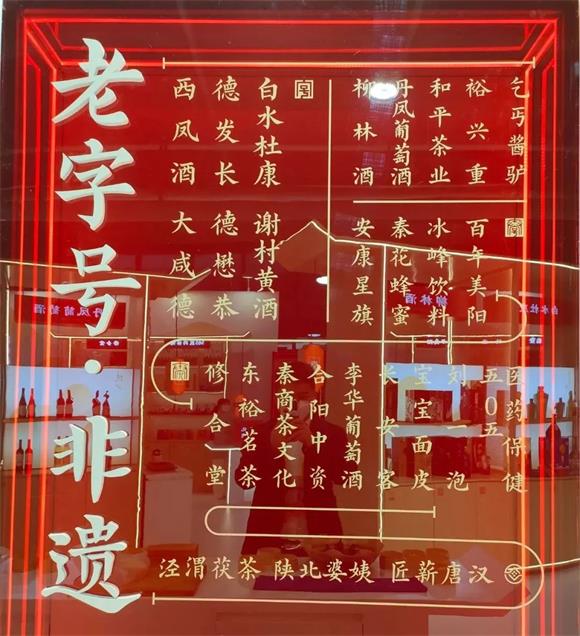 老字号·非遗
乞丐酱驴
裕兴重
和平茶业
丹凤葡萄酒
柳林酒
白水杜康
德发长
西凤酒
百年美阳
冰峰饮料
秦花蜂蜜
安康星旗
谢村黄酒
德懋恭
大咸德
医药保健
五〇五
刘一泡
宝宝面皮
长安客
李华葡萄酒
合阳中资
秦商茶文化
东裕茗茶
修合堂
泾渭茯茶 陕北婆姨 匠薪唐汉